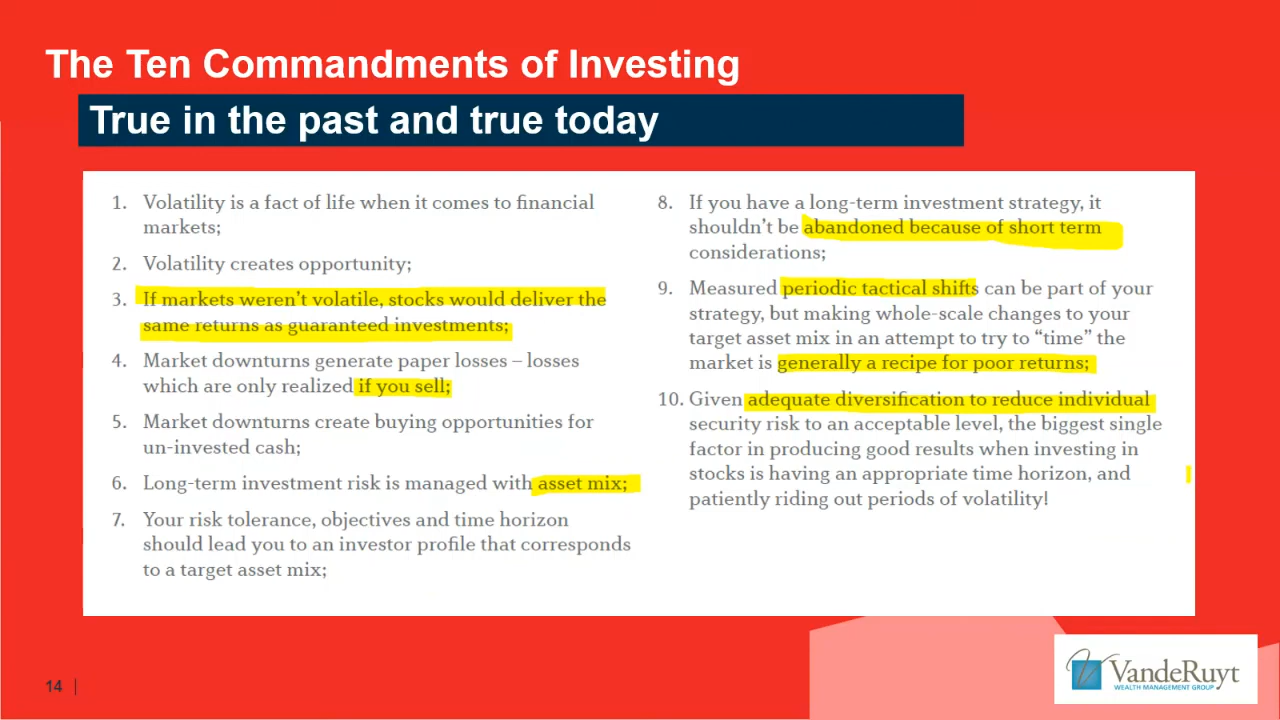 The Ten Commandments of Investing
True in the past and true today
1. Volatility is a fact of life when it comes to financial
markets;
2. Volatility creates opportunity;
3. If markets weren't volatile, stocks would deliver the
same returns as guaranteed investments;
4. Market downturns generate paper losses – losses
which are only realized if you sell;
5. Market downturns create buying opportunities for
un-invested cash;
6. Long-term investment risk is managed with asset mix;
7. Your risk tolerance, objectives and time horizon
should lead you to an investor profile that corresponds
to a target asset mix;
8. If you have a long-term investment strategy, it
shouldn't be abandoned because of short term
considerations;
9. Measured periodic tactical shifts can be part of your
strategy, but making whole-scale changes to your
target asset mix in an attempt to try to “time” the
market is generally a recipe for poor returns;
10. Given adequate diversification to reduce individual
security risk to an acceptable level, the biggest single
factor in producing good results when investing in
stocks is having an appropriate time horizon, and
patiently riding out periods of volatility!
14 |
VandeRuyt
WEALTH MANAGEMENT GROUP